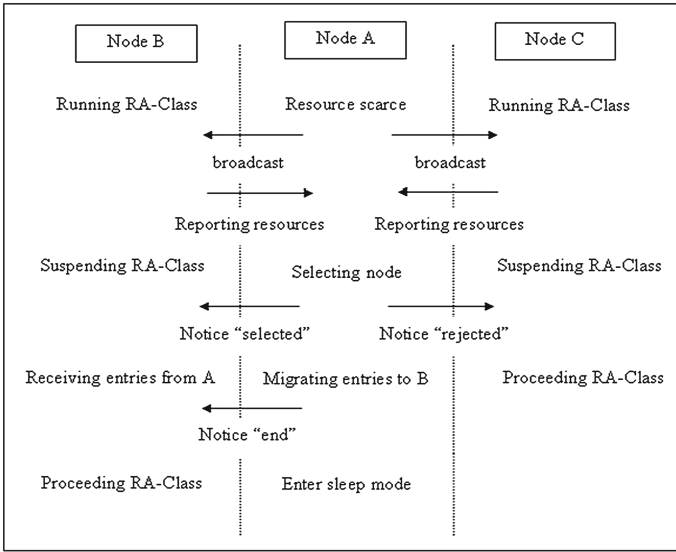 Node B
Node A
Node C
Running RA-Class
Resource scarce
Running RA-Class
broadcast
broadcast
Reporting resources
Reporting resources
Suspending RA-Class
Selecting node
Suspending RA-Class
Notice “selected”
Notice “rejected”
Receiving entries from A
Migrating entries to B
Proceeding RA-Class
Notice “end”
Proceeding RA-Class
Enter sleep mode